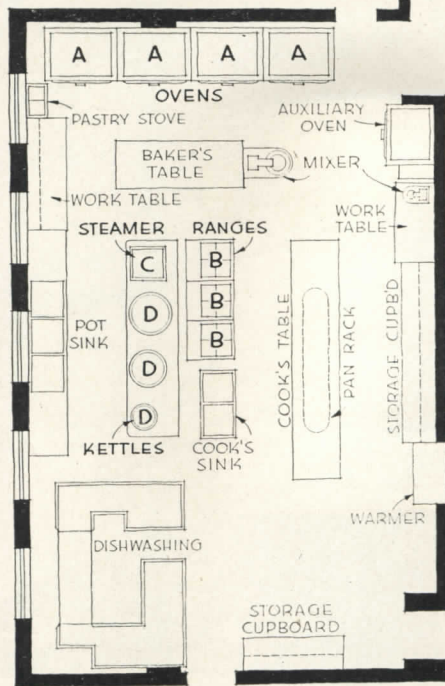 A A A A
OVENS
PASTRY STOVE
AUXILIARY
OVEN
BAKER'S
TABLE
MIXER
WORK TABLE
WORK
TABLE
STEAMER
RANGES
C
B
D
B
B
D
D
POT
SINK
COOK'S TABLE
PAN RACK
STORAGE CUPB'D
KETTLES
COOK'S
SINK
WARMER
DISHWASHING
STORAGE
CUPBOARD